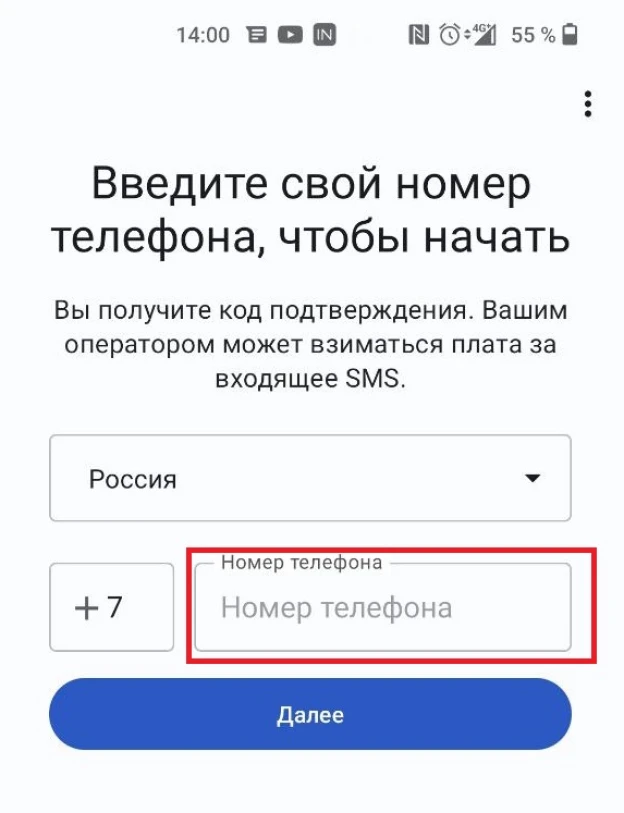 14:00 IN 4G+ 55 %
Введите свой номер
телефона, чтобы начать
Вы получите код подтверждения. Вашим
оператором может взиматься плата за
входящее SMS.
Россия
Номер телефона
+ 7 Номер телефона
Далее